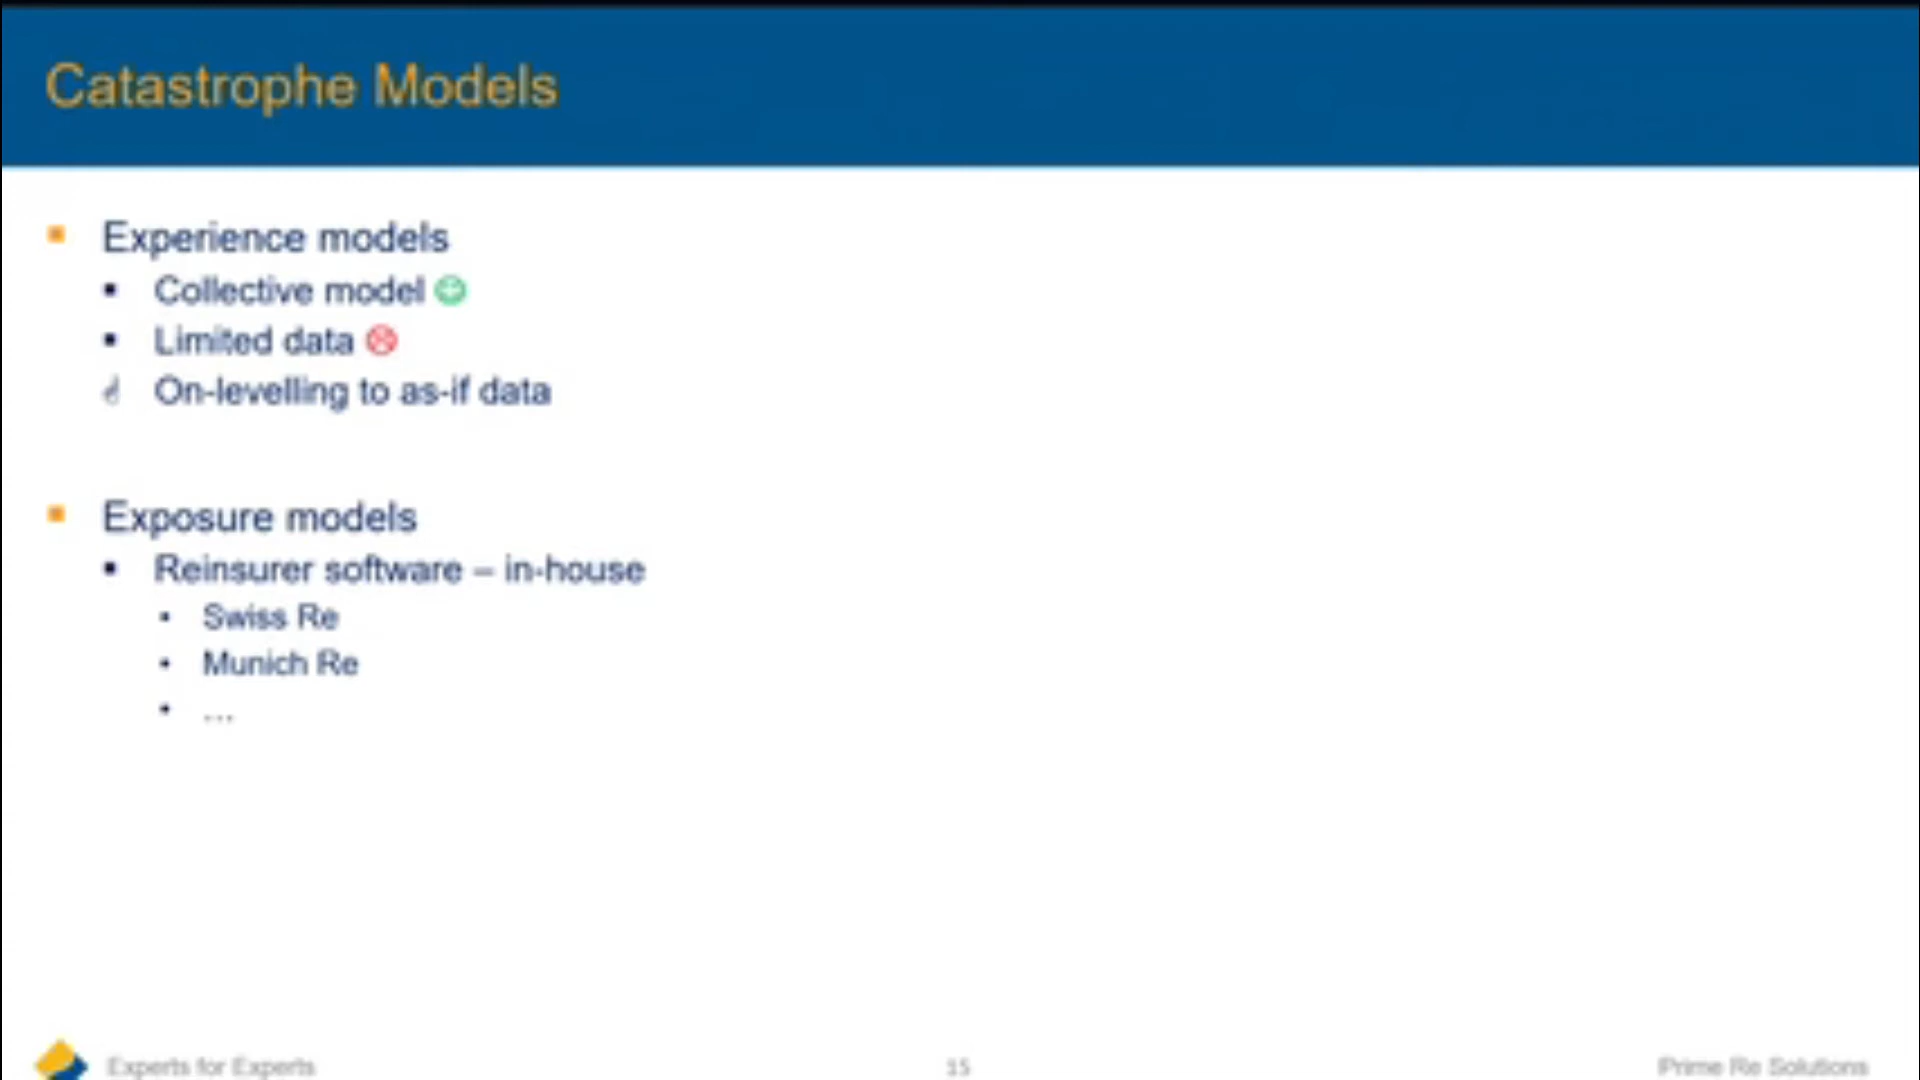 Catastrophe Models
Experience models
Collective model
Limited data
On-levelling to as-if data
Exposure models
Reinsurer software – in-house
Swiss Re
Munich Re
...
Experts for Experts
15
Prime Re Solutions